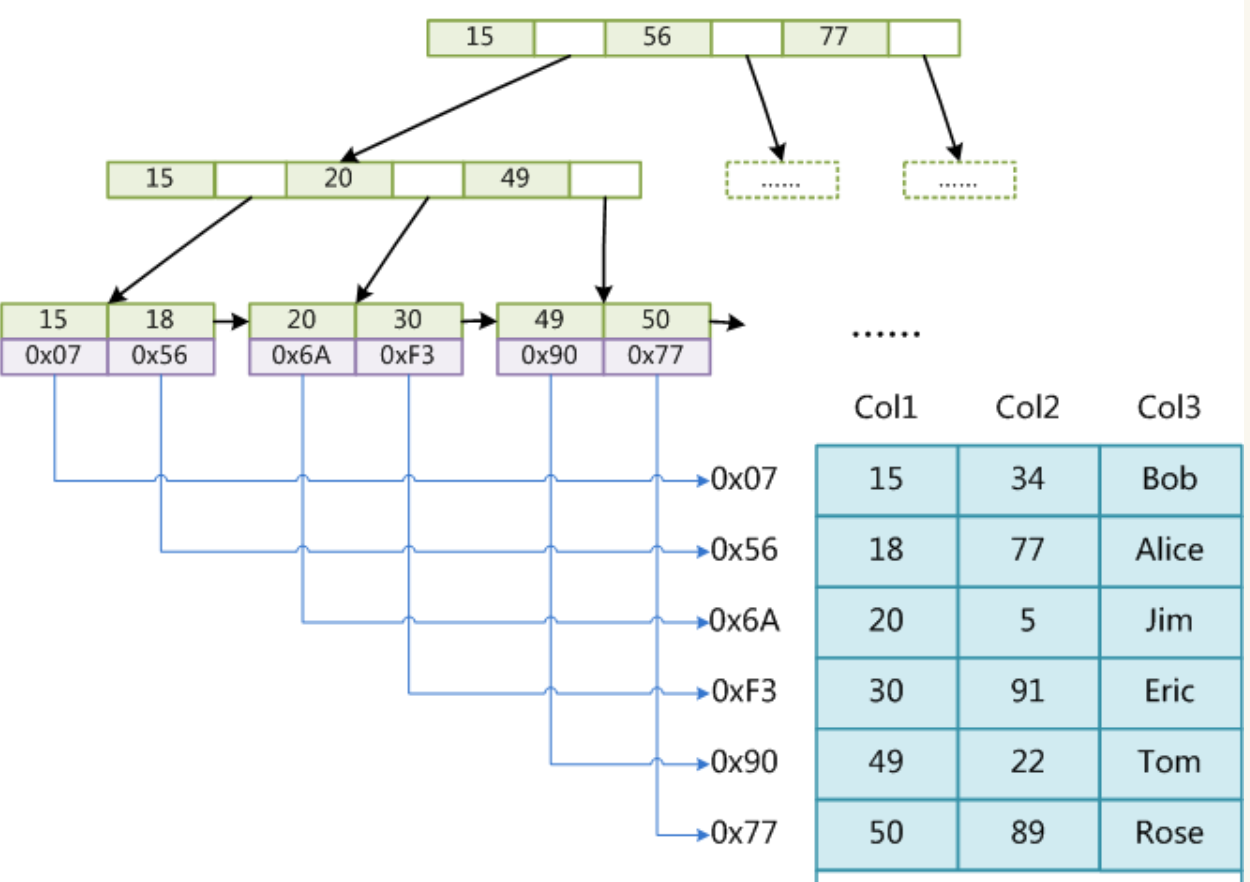 15 56 77
15 20 49
...... ......
15 18 20 30 49 50
0x07 0x56 0x6A 0xF3 0x90 0x77
......
Col1 Col2 Col3
0x07 15 34 Bob
0x56 18 77 Alice
0x6A 20 5 Jim
0xF3 30 91 Eric
0x90 49 22 Tom
0x77 50 89 Rose